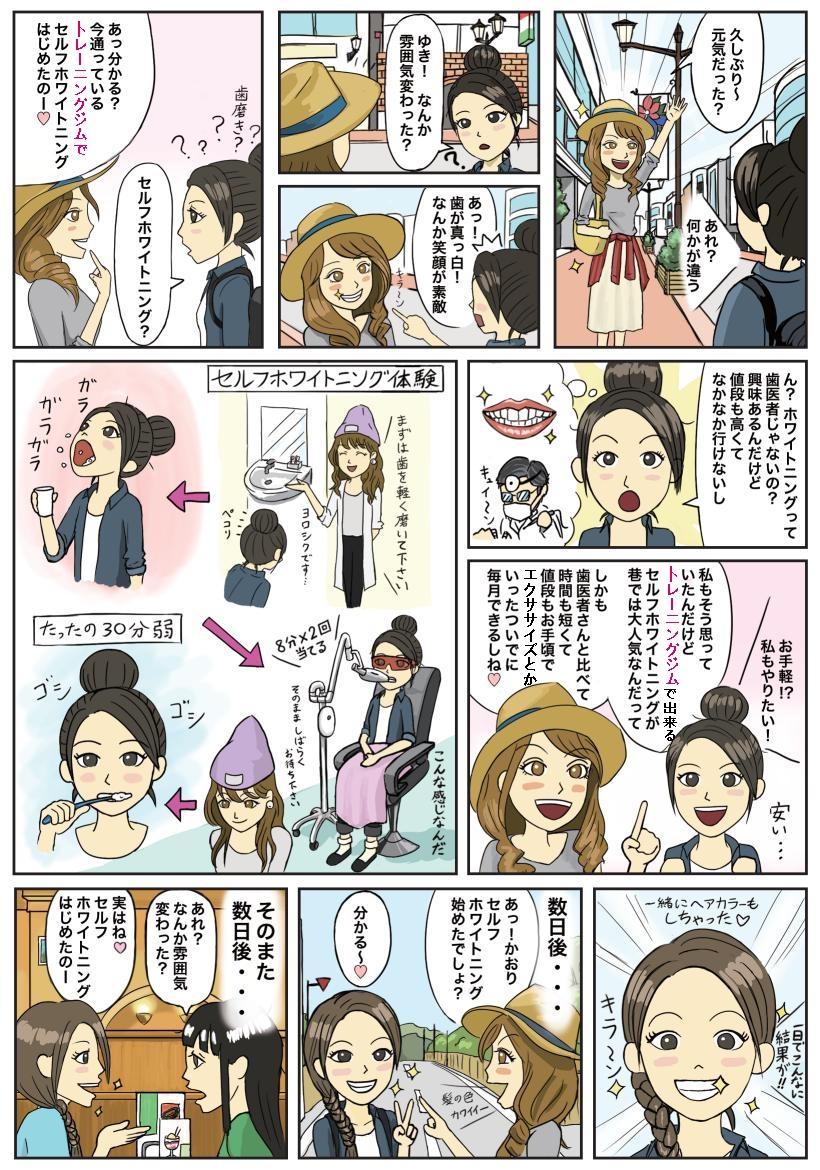 久しぶり〜
元気だった？
あれ？
何かが違う
ゆき！　なんか
雰囲気変わった？
あっ！
歯が真っ白！
なんか笑顔が素敵
キラ〜ン
あっ分かる？
今通っている
トレーニングジムで
セルフホワイトニング
はじめたのー♡
歯磨き？
？？？？
セルフホワイトニング？
ん？ ホワイトニングって
歯医者じゃないの？
興味あるんだけど
値段も高くて
なかなか行けないし
キュイ〜ン
私もそう思って
いたんだけど
トレーニングジムで出来る
セルフホワイトニングが
巷では大人気なんだって
しかも
歯医者さんと比べて
時間も短くて
値段もお手頃で
エクササイズとか
いったついでに
毎月できるしね♡
お手軽⁉
私もやりたい！
安い・・・
セルフホワイトニング体験
まずは歯を軽く磨いて下さい
ヨロシクです…
ペコリ
ガラ
ガラガラ
8分×2回
当てる
そのまましばらく
お待ち下さい
こんな感じなんだ
たったの30分弱
ゴシ
ゴシ
一緒にヘアカラーも
しちゃった♡
一日でこんなに
結果が!!
キラ〜ン
数日後・・・
あっ！かおり
セルフ
ホワイトニング
始めたでしょ？
分かる〜♡
髪の色
カワイイー
そのまた
数日後・・・
あれ？
なんか雰囲気
変わった？
実はね♡
セルフ
ホワイトニング
はじめたのー